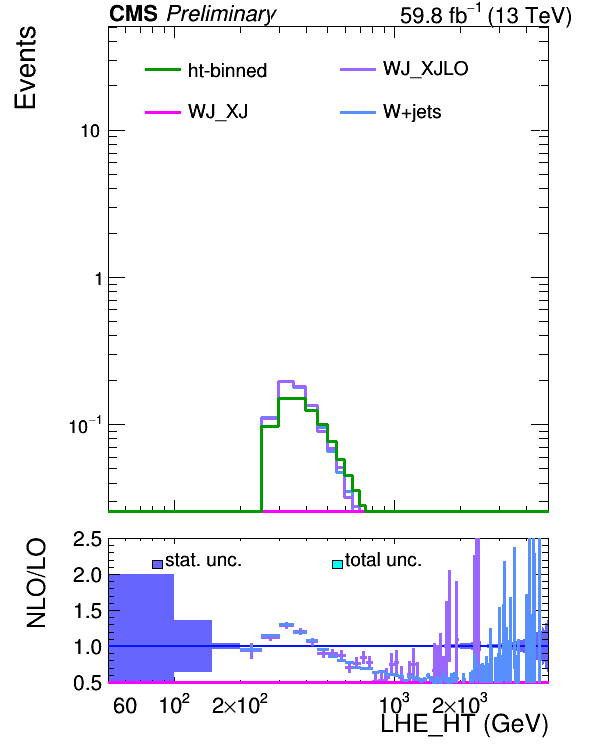 CMS Preliminary 59.8 fb⁻¹ (13 TeV)
Events
ht-binned WJ_XJLO
WJ_XJ W+jets
10
1
10⁻¹
NLO/LO
stat. unc. total unc.
2.5
2.0
1.5
1.0
0.5
60 10² 2×10² 10³ 2×10³
LHE_HT (GeV)